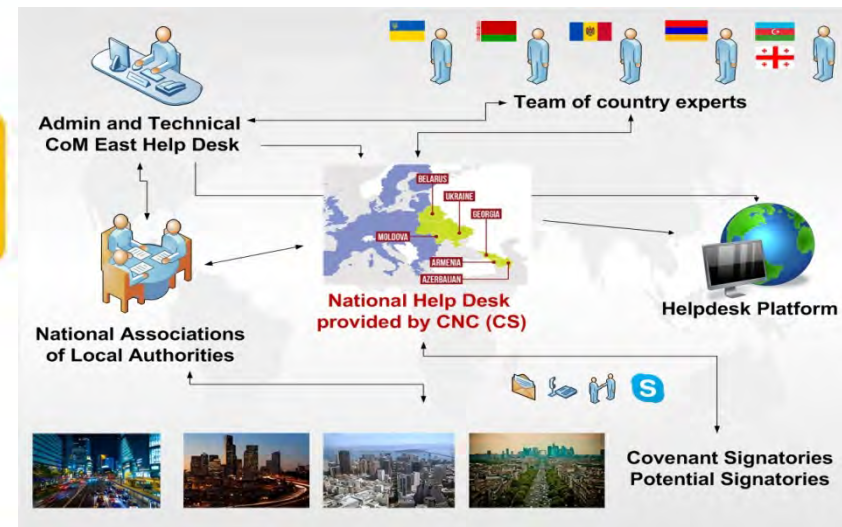 Admin and Technical
CoM East Help Desk
Team of country experts
BELARUS
UKRAINE
GEORGIA
MOLDOVA
ARMENIA
AZERBAIJAN
National Help Desk
provided by CNC (CS)
Helpdesk Platform
National Associations
of Local Authorities
S
Covenant Signatories
Potential Signatories